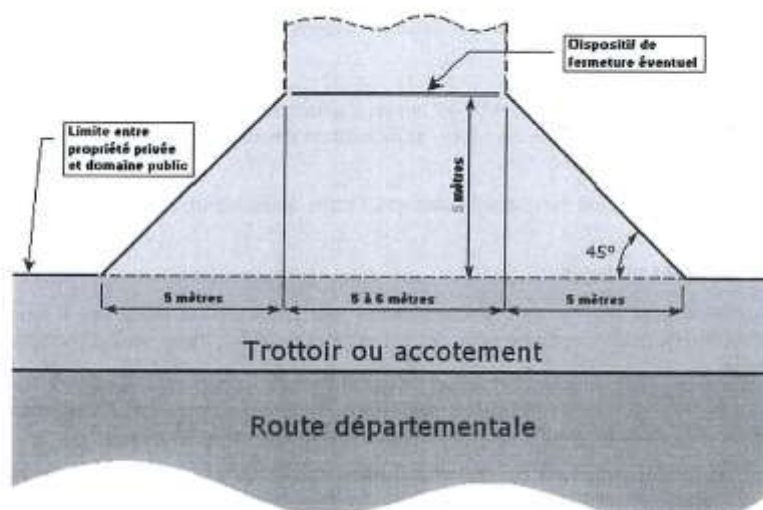 Dispositif de
fermeture éventuel
Limite entre
propriété privée
et domaine public
5 mètres
45°
5 mètres
5 à 6 mètres
5 mètres
Trottoir ou accotement
Route départementale